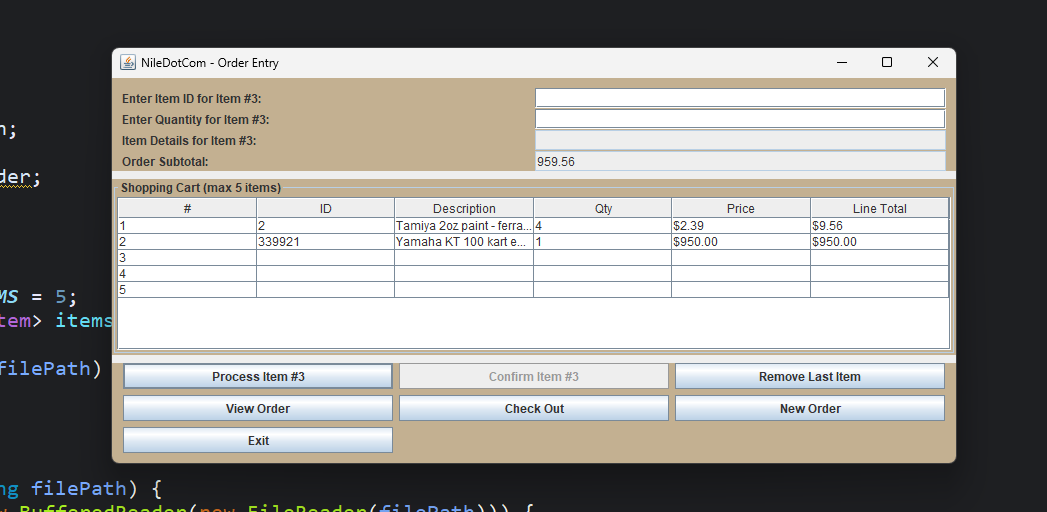 NileDotCom - Order Entry
Enter Item ID for Item #3:
n;
Enter Quantity for Item #3:
Item Details for Item #3:
Order Subtotal: 959.56
der;
Shopping Cart (max 5 items)
# ID Description Qty Price Line Total
1 2 Tamiya 2oz paint - ferra... 4 $2.39 $9.56
2 339921 Yamaha KT 100 kart e... 1 $950.00 $950.00
3
4
5
MS = 5;
tem> items
filePath)
Process Item #3 Confirm Item #3 Remove Last Item
View Order Check Out New Order
Exit
ng filePath) {
BufferedReader(new FileReader(filePath))) {